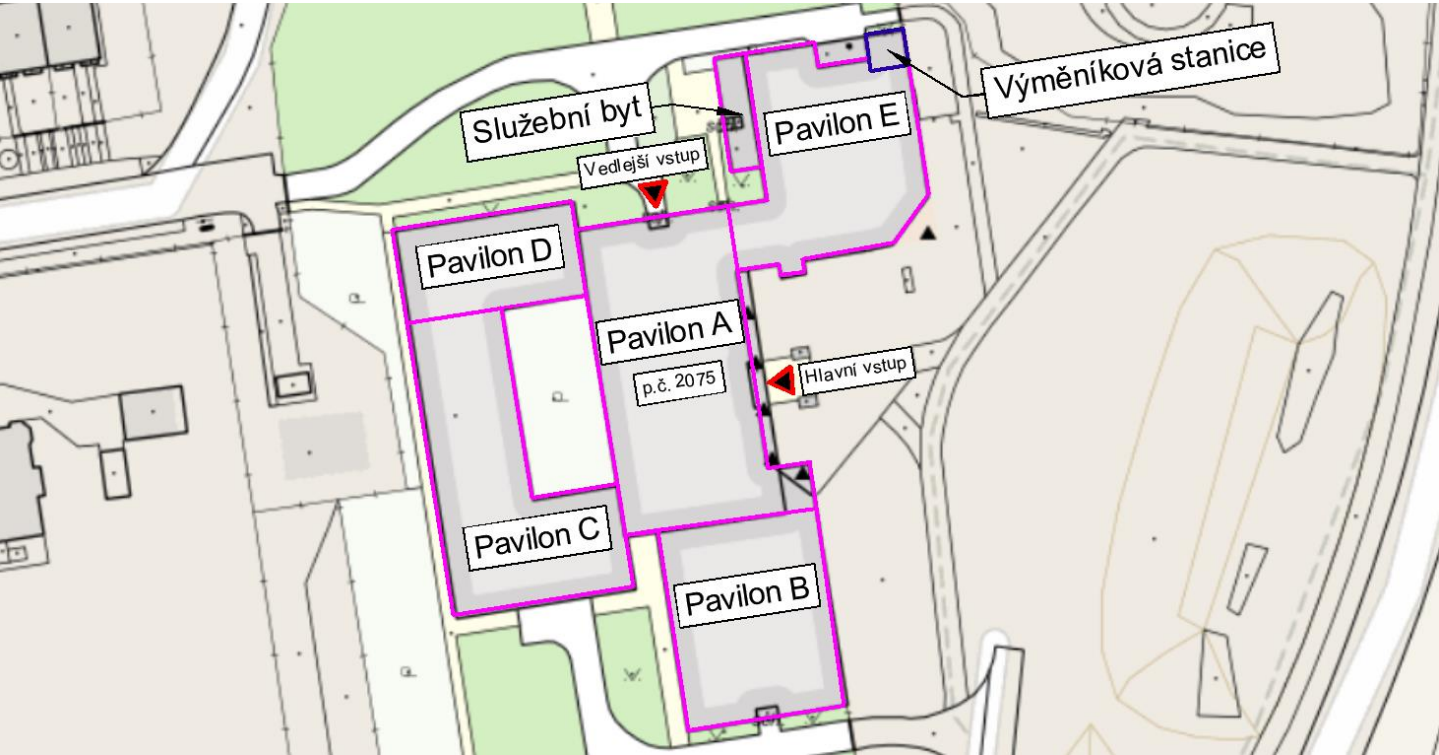 Výměníková stanice
Služební byt
Pavilon E
Vedlejší vstup
Pavilon D
Pavilon A
p.č. 2075
Hlavní vstup
Pavilon C
Pavilon B